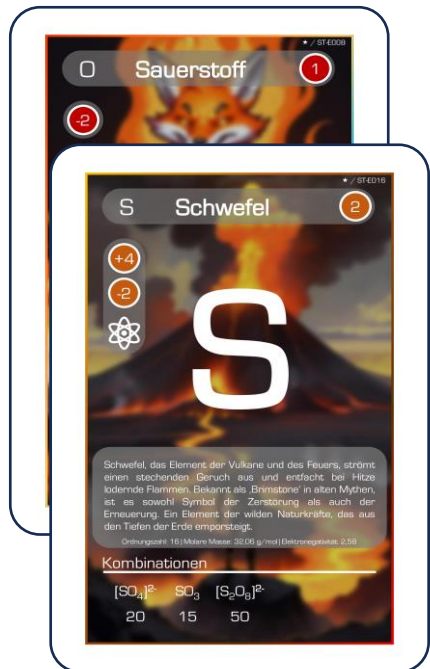 ★ / ST-E008
O Sauerstoff 1
-2
★ / ST-E016
S Schwefel 2
+4
-2
S
Schwefel, das Element der Vulkane und des Feuers, strömt
einen stechenden Geruch aus und entfacht bei Hitze
lodernde Flammen. Bekannt als ‚Brimstone‘ in alten Mythen,
ist es sowohl Symbol der Zerstörung als auch der
Erneuerung. Ein Element der wilden Naturkräfte, das aus
den Tiefen der Erde emporsteigt.
Ordnungszahl: 16 | Molare Masse: 32,06 g/mol | Elektronegativität: 2,58
Kombinationen
[SO₄]²⁻ SO₃ [S₂O₈]²⁻
20 15 50